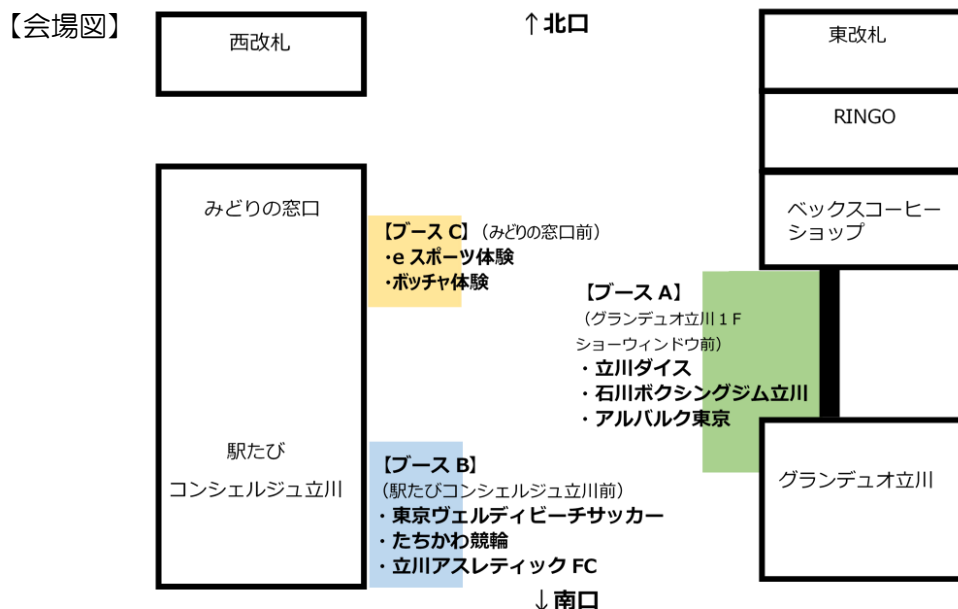 【会場図】
西改札
↑北口
東改札
RINGO
みどりの窓口
ベックスコーヒー
ショップ
【ブース C】（みどりの窓口前）
・e スポーツ体験
・ボッチャ体験
【ブース A】
（グランデュオ立川１F
ショーウィンドウ前）
・立川ダイス
・石川ボクシングジム立川
・アルバルク東京
駅たび
コンシェルジュ立川
【ブース B】
（駅たびコンシェルジュ立川前）
・東京ヴェルディビーチサッカー
・たちかわ競輪
・立川アスレティック FC
グランデュオ立川
↓南口